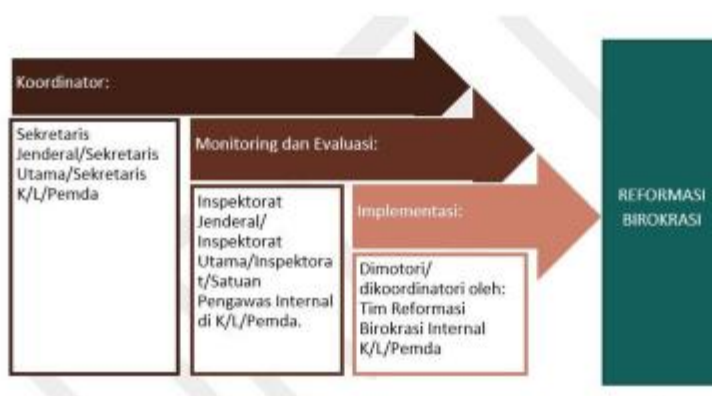 Koordinator:
Sekretaris
Jenderal/Sekretaris
Utama/Sekretaris
K/L/Pemda
Monitoring dan Evaluasi:
Inspektorat
Jenderal/
Inspektorat
Utama/Inspektora
t/Satuan
Pengawas Internal
di K/L/Pemda.
Implementasi:
Dimotori/
dikoordinatori oleh:
Tim Reformasi
Birokrasi Internal
K/L/Pemda
REFORMASI
BIROKRASI